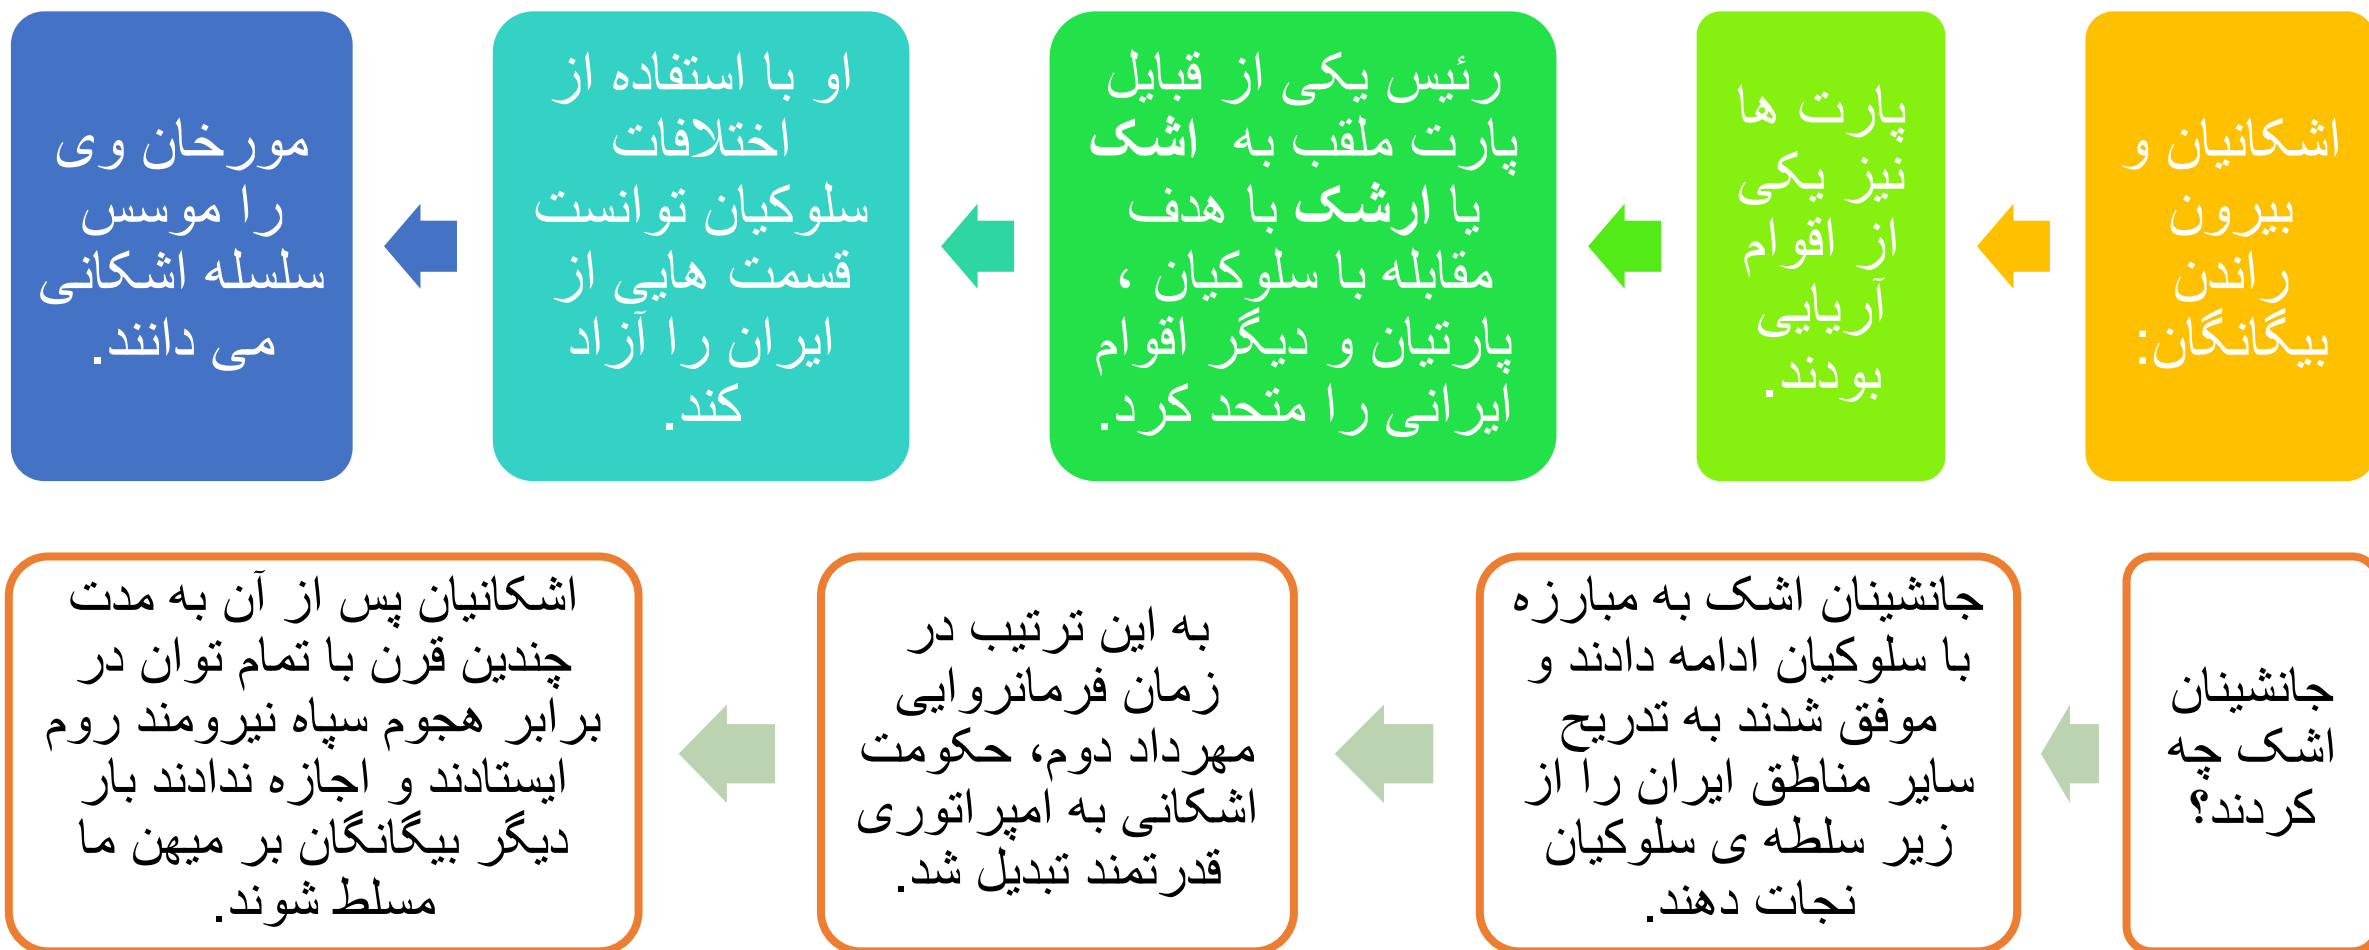 اشکانیان و
بیرون
راندن
بیگانگان:
پارت ها
نیز یکی
از اقوام
آریایی
بودند.
رئیس یکی از قبایل
پارت ملقب به اشک
یا ارشک با هدف
مقابله با سلوکیان ،
پارتیان و دیگر اقوام
ایرانی را متحد کرد.
او با استفاده از
اختلافات
سلوکیان توانست
قسمت هایی از
ایران را آزاد
کند.
مورخان وی
را موسس
سلسله اشکانی
می دانند.
جانشینان
اشک چه
کردند؟
جانشینان اشک به مبارزه
با سلوکیان ادامه دادند و
موفق شدند به تدریح
سایر مناطق ایران را از
زیر سلطه ی سلوکیان
نجات دهند.
به این ترتیب در
زمان فرمانروایی
مهرداد دوم، حکومت
اشکانی به امپراتوری
قدرتمند تبدیل شد.
اشکانیان پس از آن به مدت
چندین قرن با تمام توان در
برابر هجوم سپاه نیرومند روم
ایستادند و اجازه ندادند بار
دیگر بیگانگان بر میهن ما
مسلط شوند.